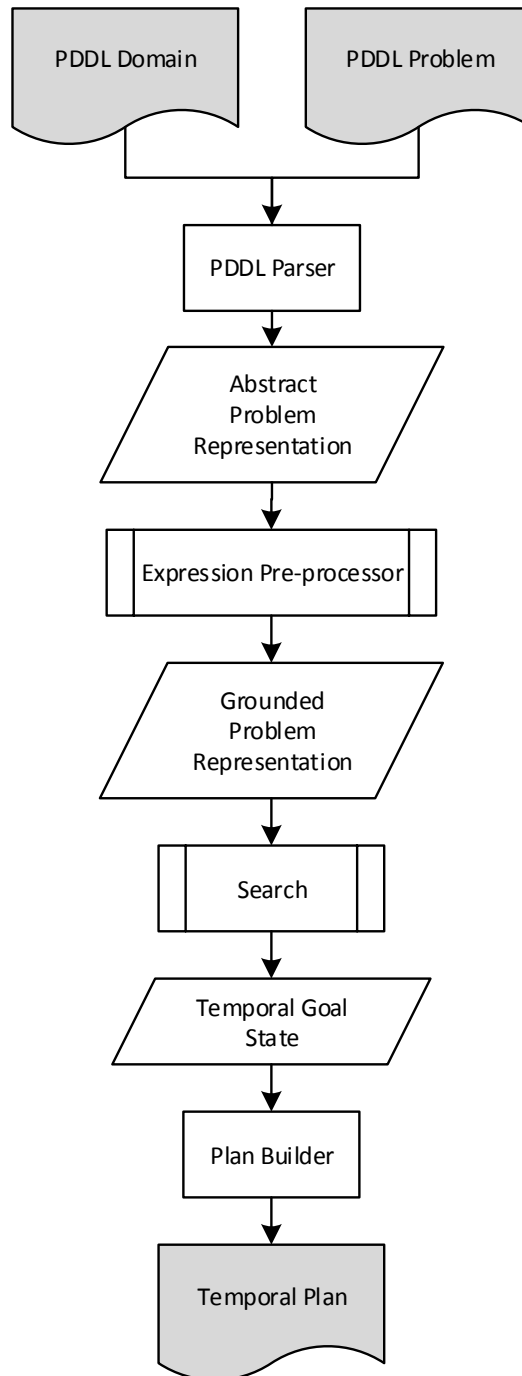 PDDL Domain
PDDL Problem
PDDL Parser
Abstract
Problem
Representation
Expression Pre-processor
Grounded
Problem
Representation
Search
Temporal Goal
State
Plan Builder
Temporal Plan